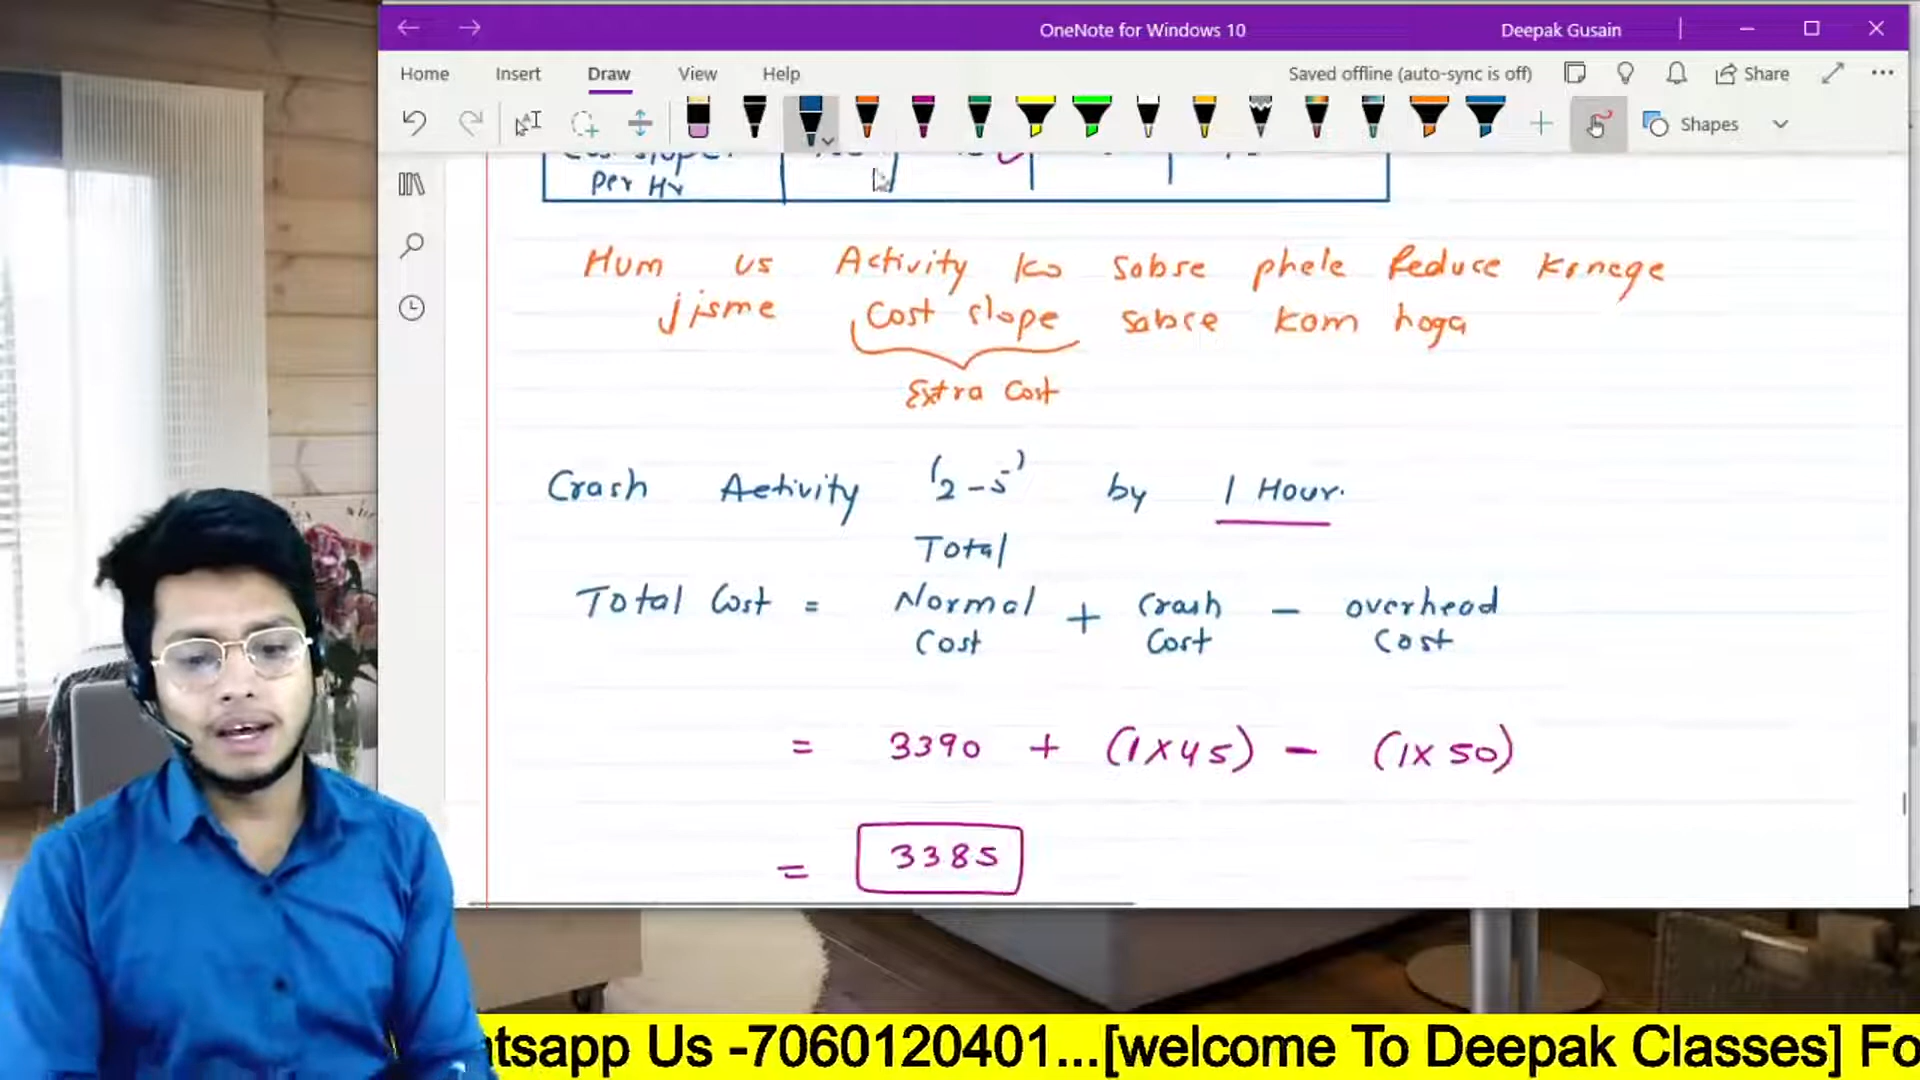 OneNote for Windows 10
Deepak Gusain
Home Insert Draw View Help
Saved offline (auto-sync is off)
Share
Shapes
Per Hr
Hum us Activity ko sabse phele Reduce krnege
jisme Cost slope sabse kam hoga
Extra Cost
Crash Activity (2-5) by 1 Hour.
Total
Total Cost = Normal + Crash - overhead
Cost Cost Cost
= 3390 + (1x45) - (1x50)
= 3385
tsapp Us -7060120401...[welcome To Deepak Classes] Fo